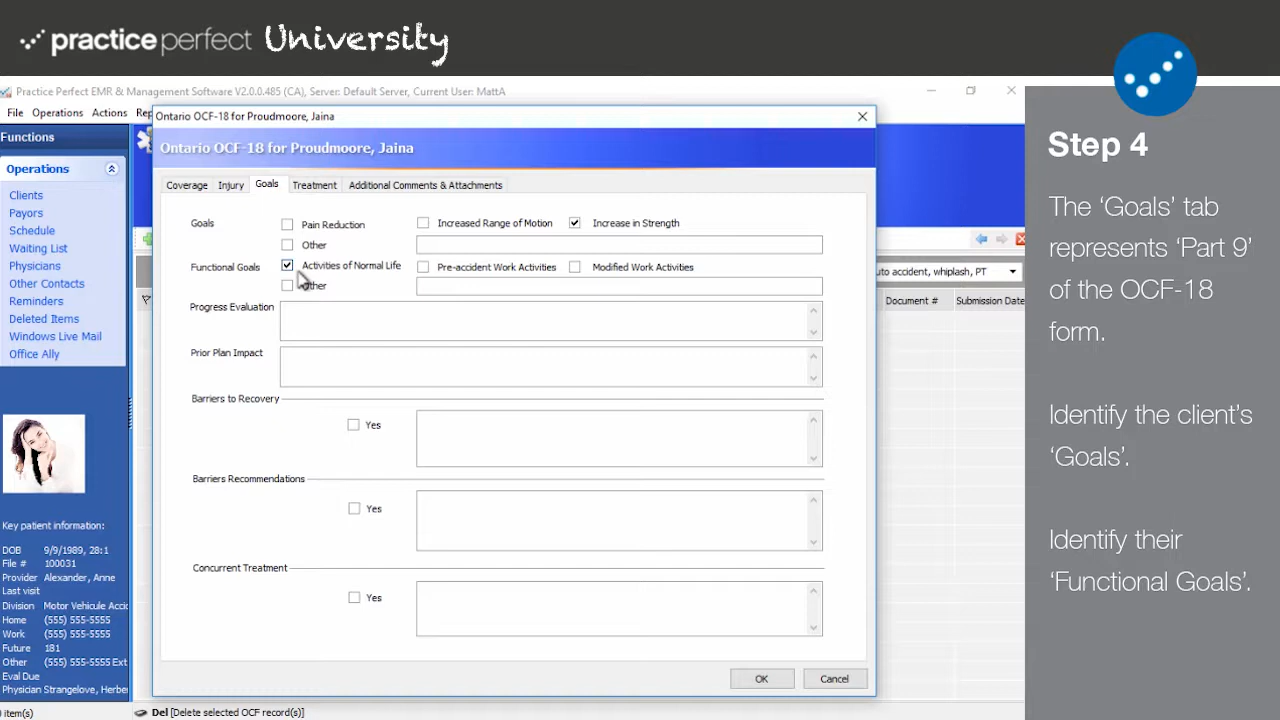 practice perfect University
Practice Perfect EMR & Management Software V2.0.0.485 (CA), Server: Default Server, Current User: MattA
File Operations Actions Rep
Functions
Operations
Clients
Payors
Schedule
Waiting List
Physicians
Other Contacts
Reminders
Deleted Items
Windows Live Mail
Office Ally
Key patient information:
DOB 9/9/1989, 28:1
File # 100031
Provider Alexander, Anne
Last visit
Division Motor Vehicule Accid
Home (555) 555-5555
Work (555) 555-5555
Future 181
Other (555) 555-5555 Ext
Eval Due
Physician Strangelove, Herber
item(s)
Ontario OCF-18 for Proudmoore, Jaina
Ontario OCF-18 for Proudmoore, Jaina
Coverage Injury Goals Treatment Additional Comments & Attachments
Goals Pain Reduction Increased Range of Motion Increase in Strength
Other
Functional Goals Activities of Normal Life Pre-accident Work Activities Modified Work Activities
Other
Progress Evaluation
Prior Plan Impact
Barriers to Recovery
Yes
Barriers Recommendations
Yes
Concurrent Treatment
Yes
OK Cancel
uto accident, whiplash, PT
Document # Submission Date
Del [Delete selected OCF record(s)]
Step 4
The ‘Goals’ tab
represents ‘Part 9’
of the OCF-18
form.
Identify the client’s
‘Goals’.
Identify their
‘Functional Goals’.